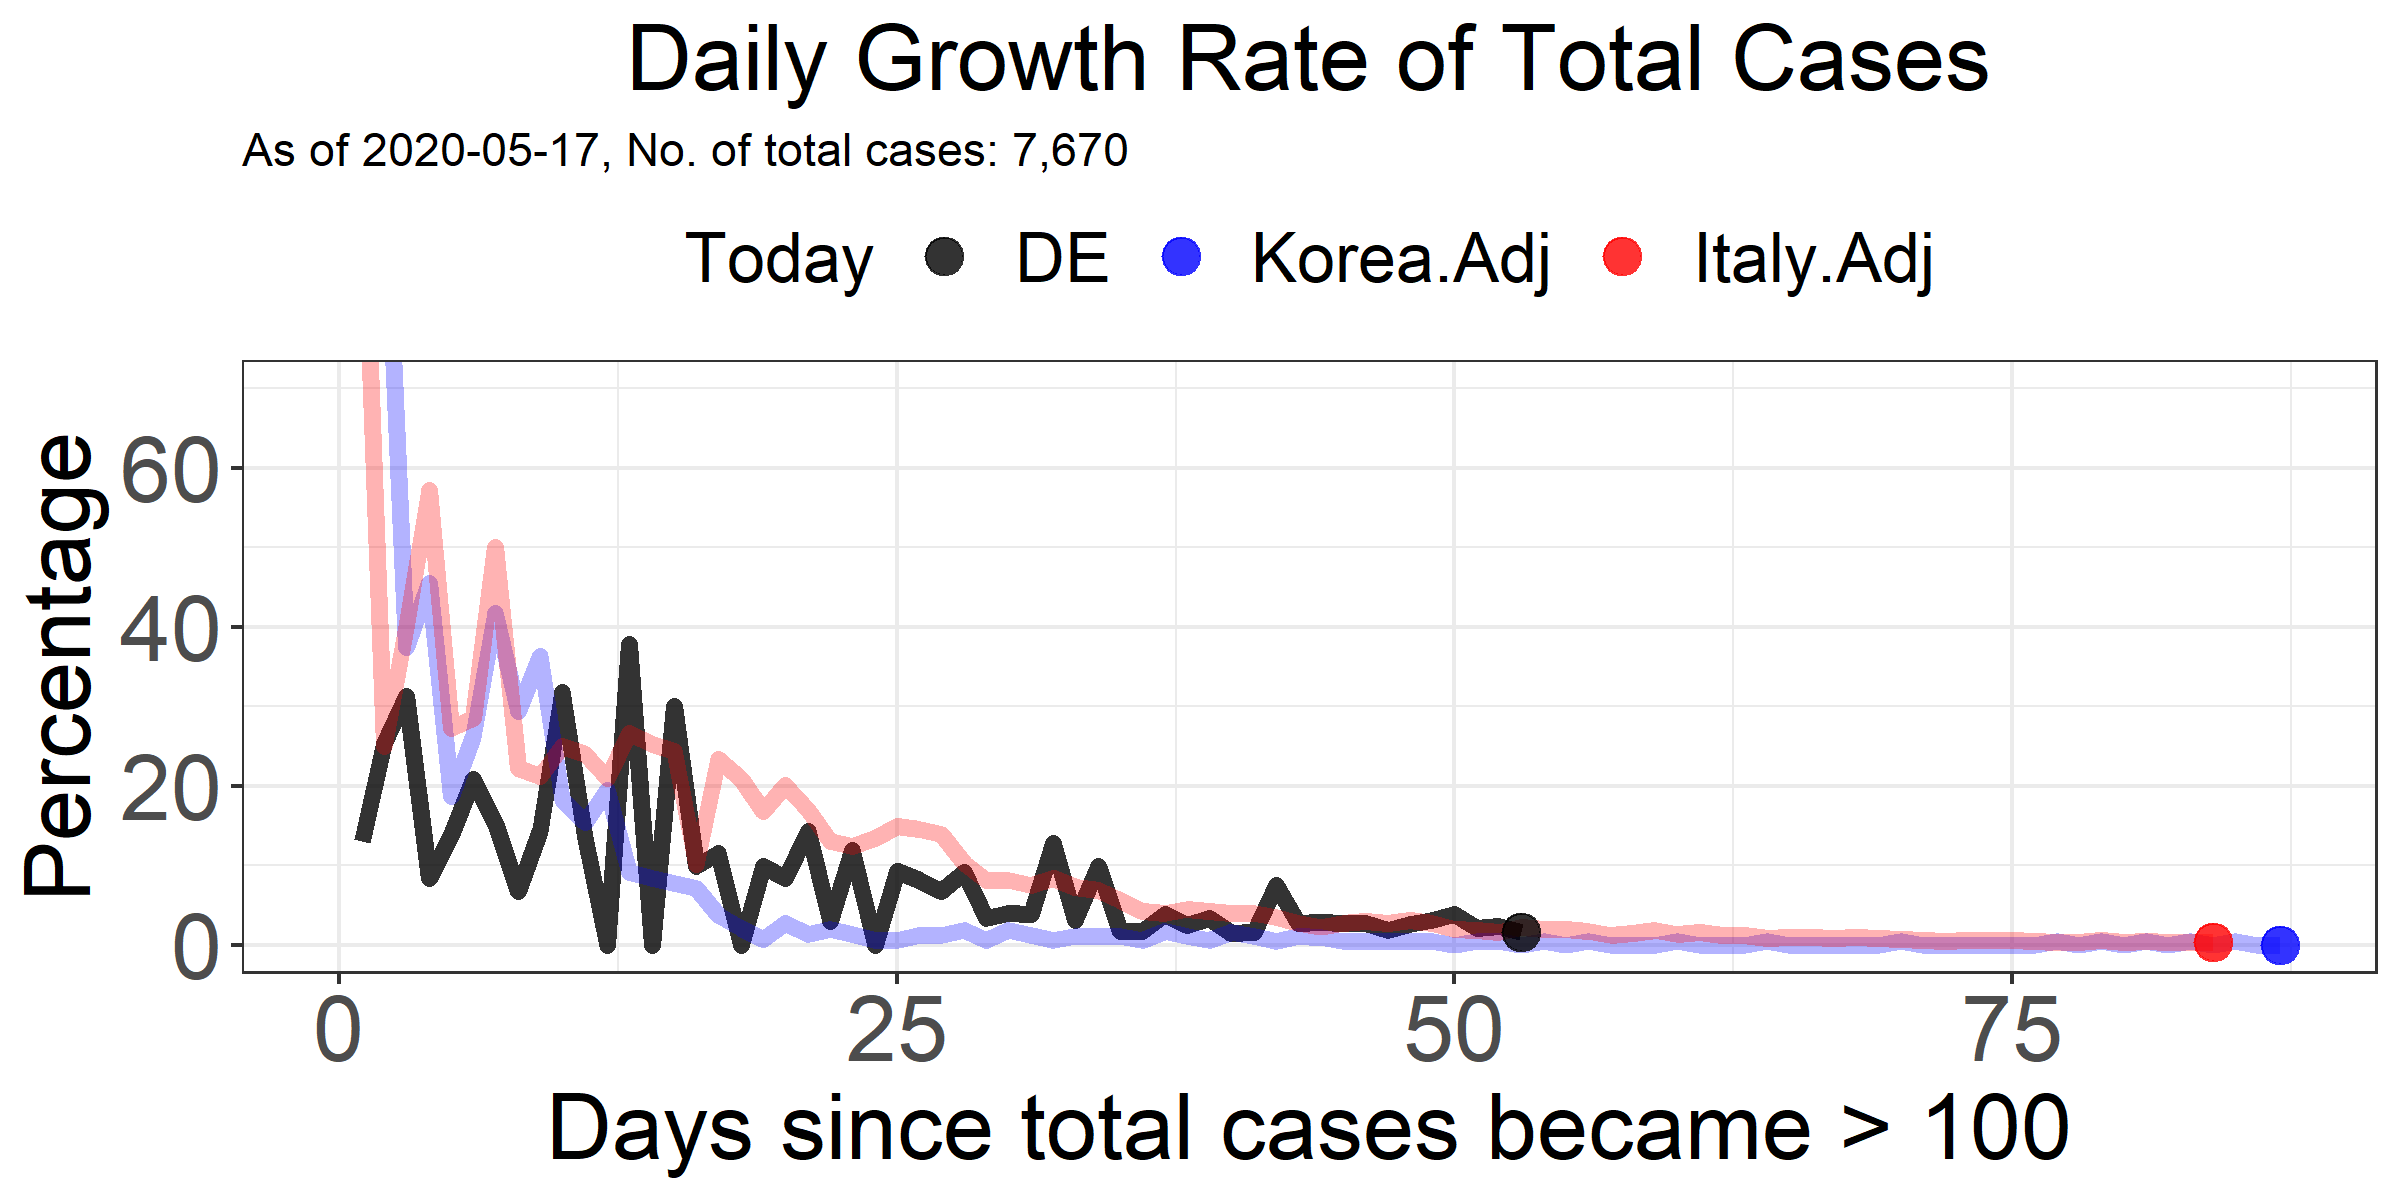 Daily Growth Rate of Total Cases
As of 2020-05-17, No. of total cases: 7,670
Today DE Korea.Adj Italy.Adj
Percentage
60
40
20
0
0 25 50 75
Days since total cases became > 100